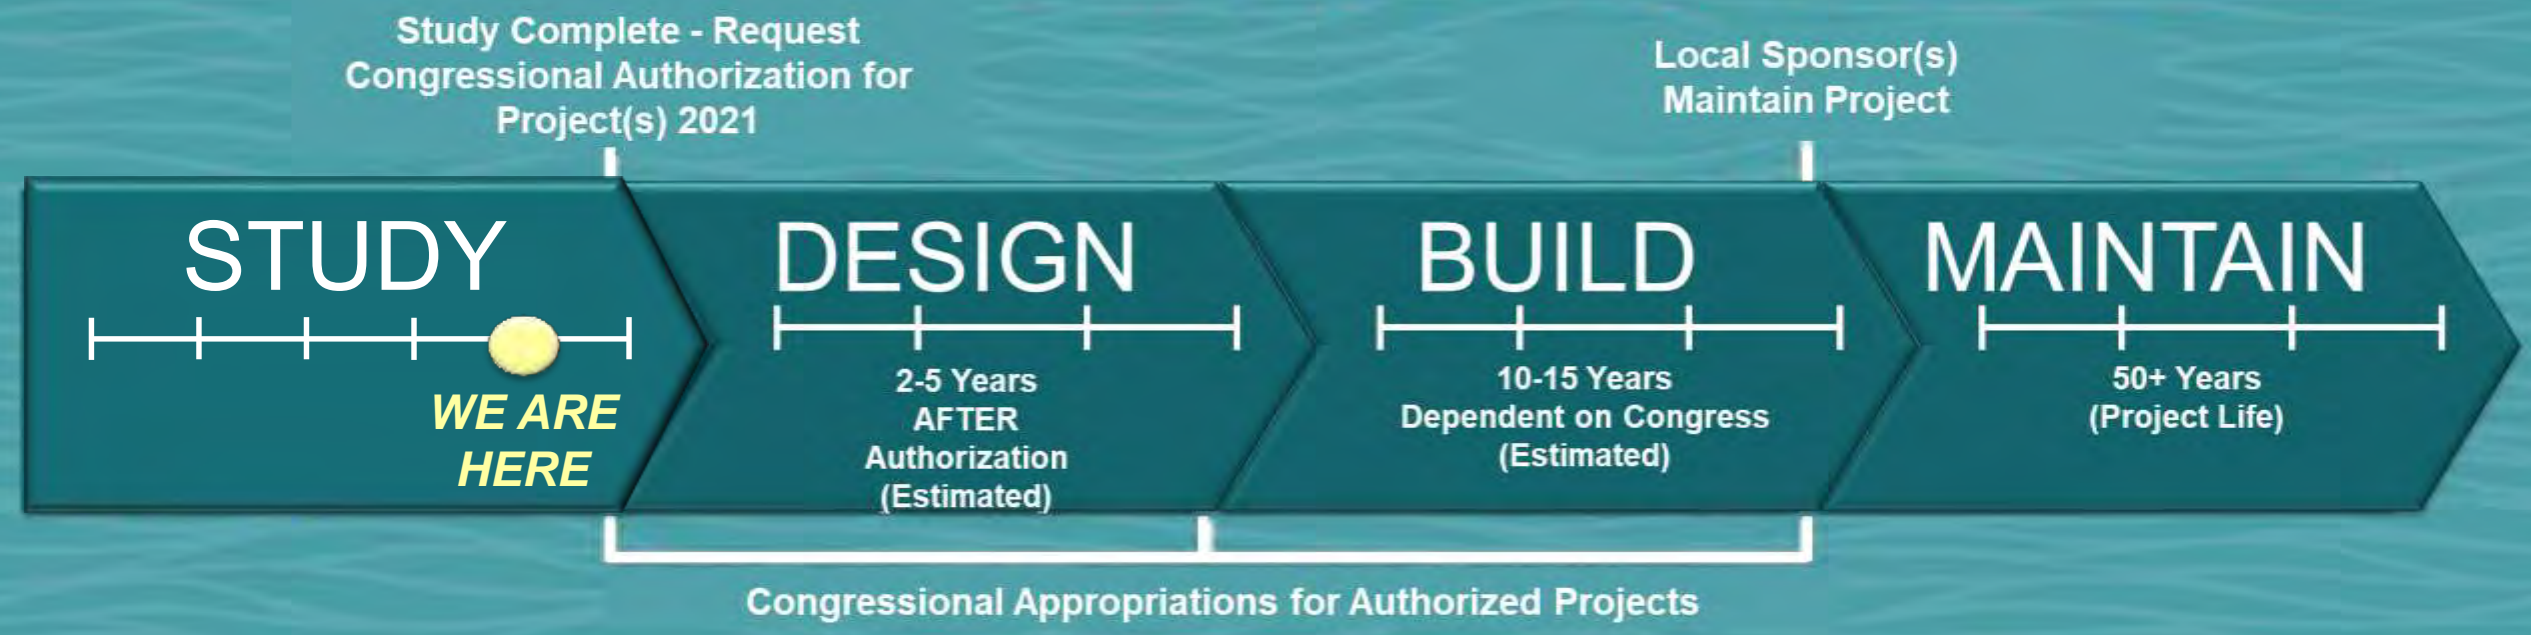 Study Complete - Request
Congressional Authorization for
Project(s) 2021
Local Sponsor(s)
Maintain Project
STUDY
WE ARE
HERE
DESIGN
2-5 Years
AFTER
Authorization
(Estimated)
BUILD
10-15 Years
Dependent on Congress
(Estimated)
MAINTAIN
50+ Years
(Project Life)
Congressional Appropriations for Authorized Projects